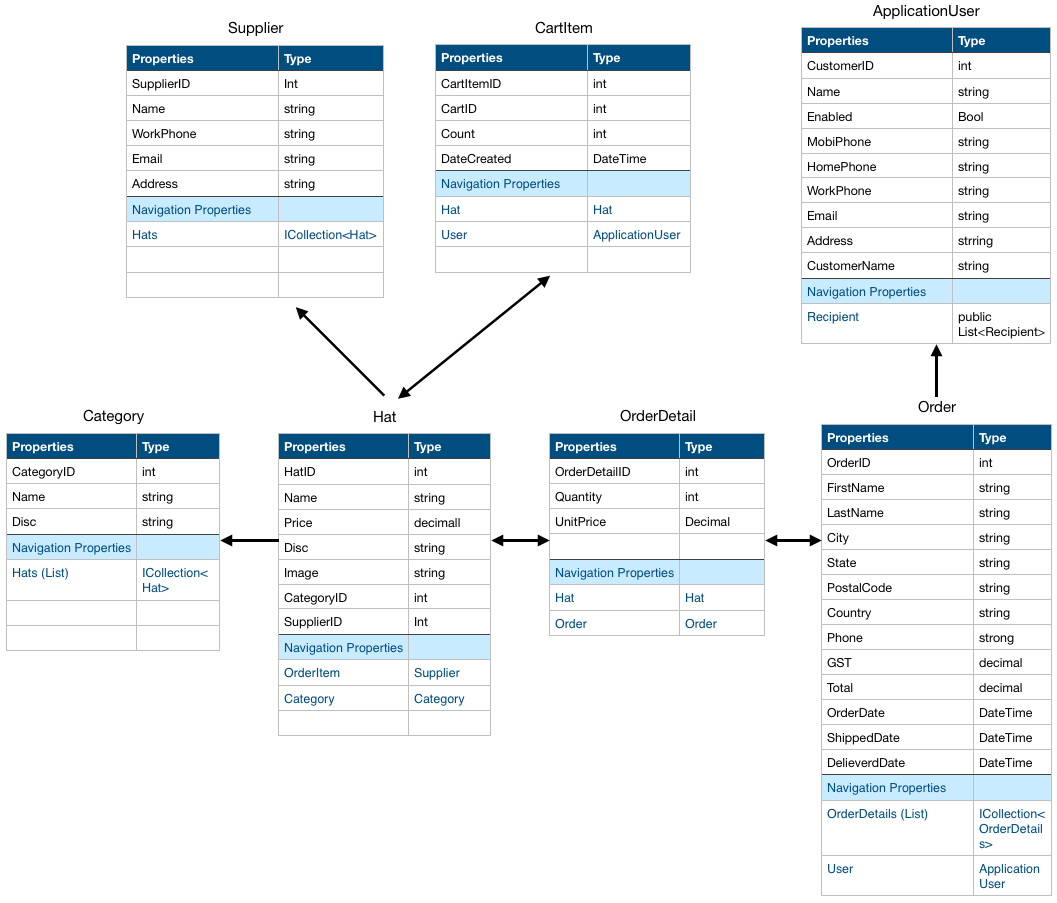 Supplier
Properties Type
SupplierID Int
Name string
WorkPhone string
Email string
Address string
Navigation Properties
Hats ICollection<Hat>
CartItem
Properties Type
CartItemID int
CartID int
Count int
DateCreated DateTime
Navigation Properties
Hat Hat
User ApplicationUser
ApplicationUser
Properties Type
CustomerID int
Name string
Enabled Bool
MobiPhone string
HomePhone string
WorkPhone string
Email string
Address strring
CustomerName string
Navigation Properties
Recipient public
List<Recipient>
Category
Properties Type
CategoryID int
Name string
Disc string
Navigation Properties
Hats (List) ICollection<
Hat>
Hat
Properties Type
HatID int
Name string
Price decimall
Disc string
Image string
CategoryID int
SupplierID Int
Navigation Properties
OrderItem Supplier
Category Category
OrderDetail
Properties Type
OrderDetailID int
Quantity int
UnitPrice Decimal
Navigation Properties
Hat Hat
Order Order
Order
Properties Type
OrderID int
FirstName string
LastName string
City string
State string
PostalCode string
Country string
Phone strong
GST decimal
Total decimal
OrderDate DateTime
ShippedDate DateTime
DelieverdDate DateTime
Navigation Properties
OrderDetails (List) ICollection<
OrderDetail
s>
User Application
User